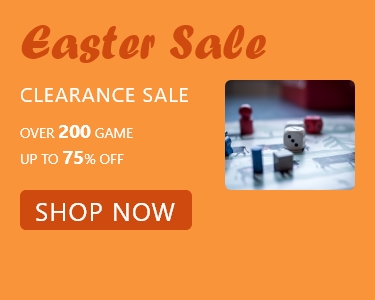 Easter Sale
CLEARANCE SALE
OVER 200 GAME
UP TO 75% OFF
SHOP NOW